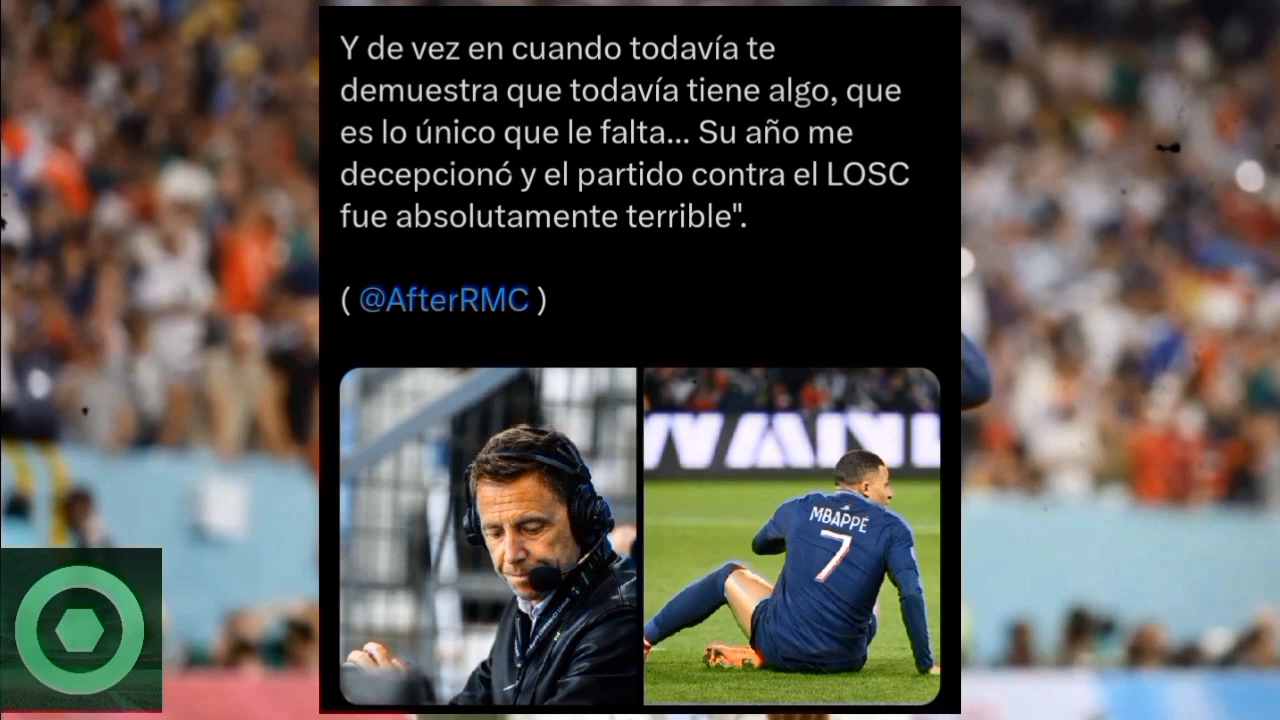 Y de vez en cuando todavía te
demuestra que todavía tiene algo, que
es lo único que le falta... Su año me
decepcionó y el partido contra el LOSC
fue absolutamente terrible".
( @AfterRMC )
MBAPPÉ
7